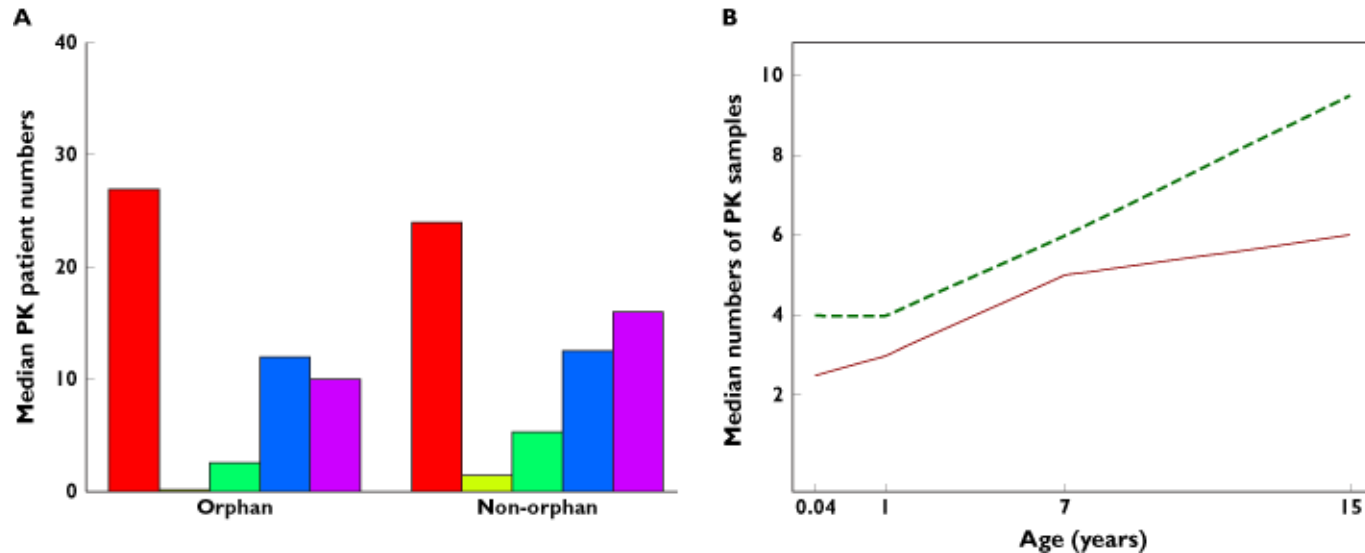 A
Median PK patient numbers
40
30
20
10
0
Orphan
Non-orphan
B
Median numbers of PK samples
10
8
6
4
2
0.04
1
7
15
Age (years)